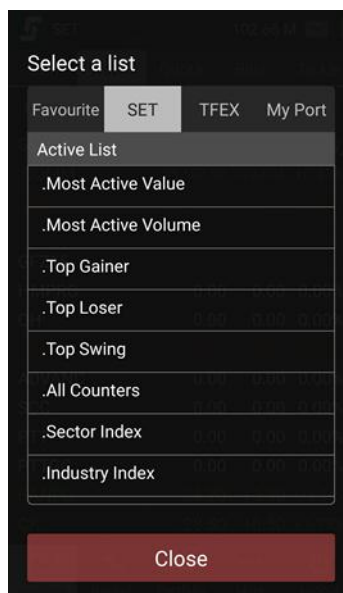 Select a list
Favourite SET TFEX My Port
Active List
.Most Active Value
.Most Active Volume
.Top Gainer
.Top Loser
.Top Swing
.All Counters
.Sector Index
.Industry Index
Close